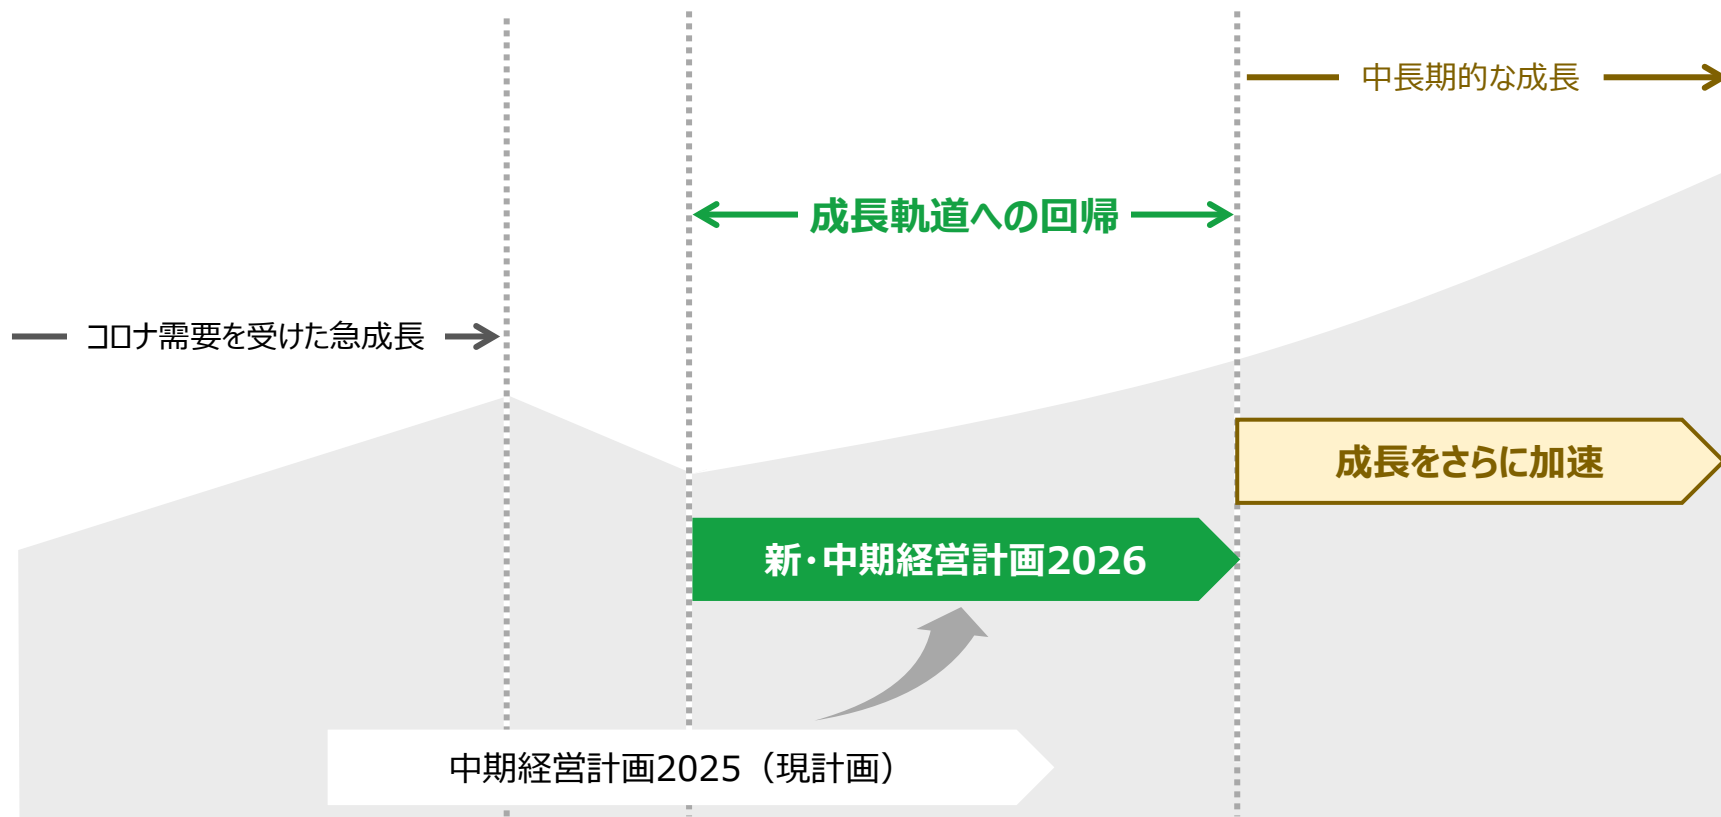 中長期的な成長
成長軌道への回帰
コロナ需要を受けた急成長
成長をさらに加速
新・中期経営計画2026
中期経営計画2025（現計画）